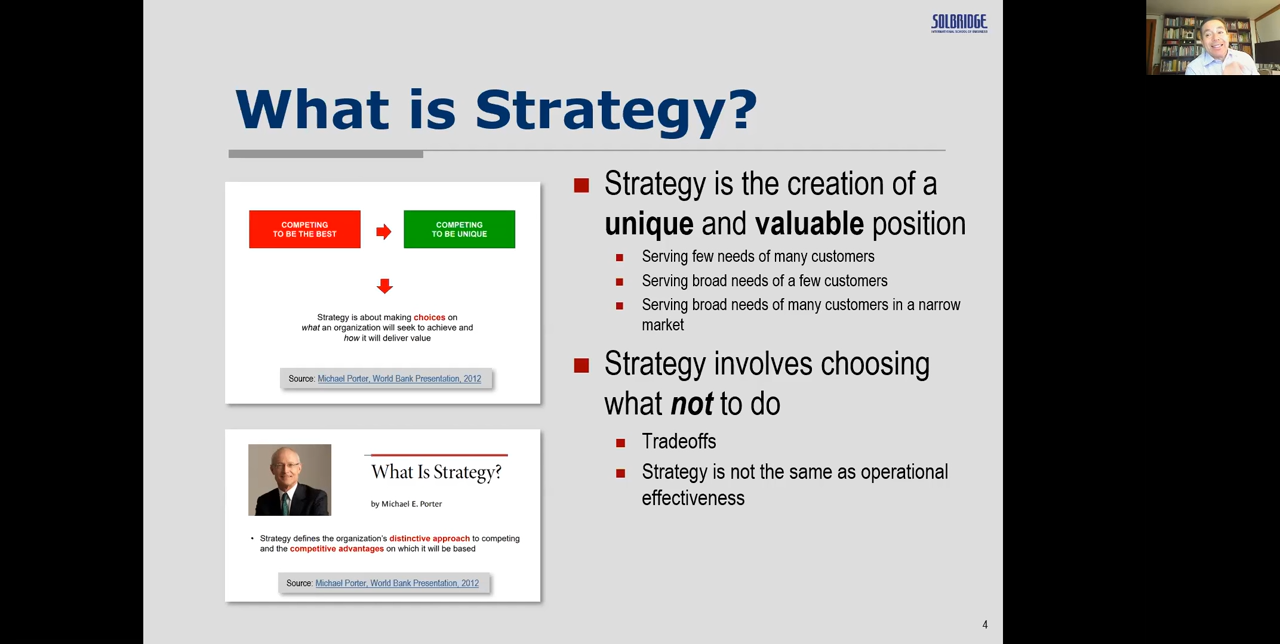 SOLBRIDGE
INTERNATIONAL SCHOOL OF BUSINESS
What is Strategy?
COMPETING
TO BE THE BEST
COMPETING
TO BE UNIQUE
Strategy is about making choices on
what an organization will seek to achieve and
how it will deliver value
Source: Michael Porter, World Bank Presentation, 2012
What Is Strategy?
by Michael E. Porter
• Strategy defines the organization's distinctive approach to competing
and the competitive advantages on which it will be based
Source: Michael Porter, World Bank Presentation, 2012
Strategy is the creation of a
unique and valuable position
Serving few needs of many customers
Serving broad needs of a few customers
Serving broad needs of many customers in a narrow
market
Strategy involves choosing
what not to do
Tradeoffs
Strategy is not the same as operational
effectiveness
4